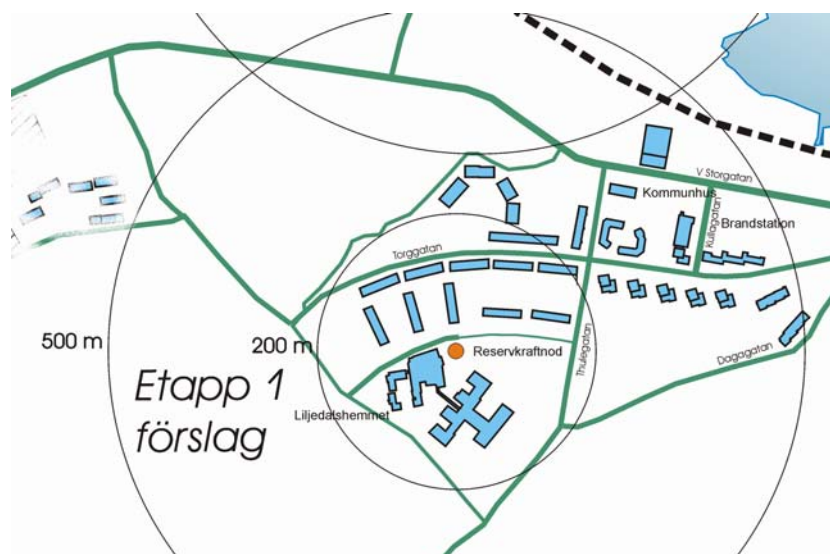 V Storgatan
Kommunhus
Kullagatan
Brandstation
Torggatan
500 m
200 m
Reservkraftnod
Thulegatan
Dagagatan
Etapp 1
förslag
Liljedalshemmet